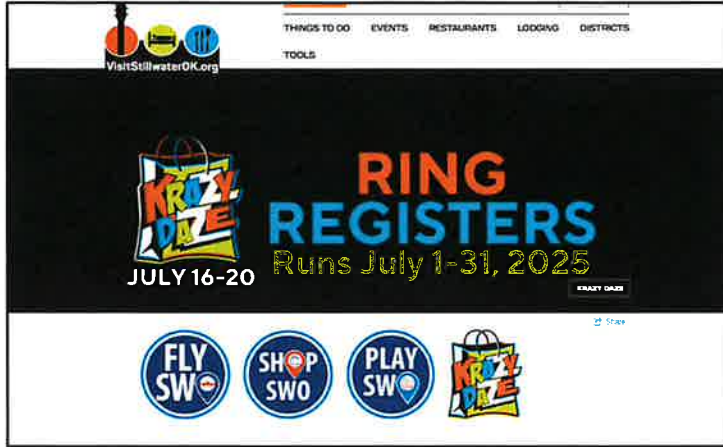 THINGS TO DO EVENTS RESTAURANTS LODGING DISTRICTS
TOOLS
VisitStillwaterOK.org
KRAZY
DAZE
RING
REGISTERS
JULY 16-20
Runs July 1-31, 2025
KRAZY DAZE
Share
FLY
SWO
SHOP
SWO
PLAY
SWO
KRAZY
DAZE